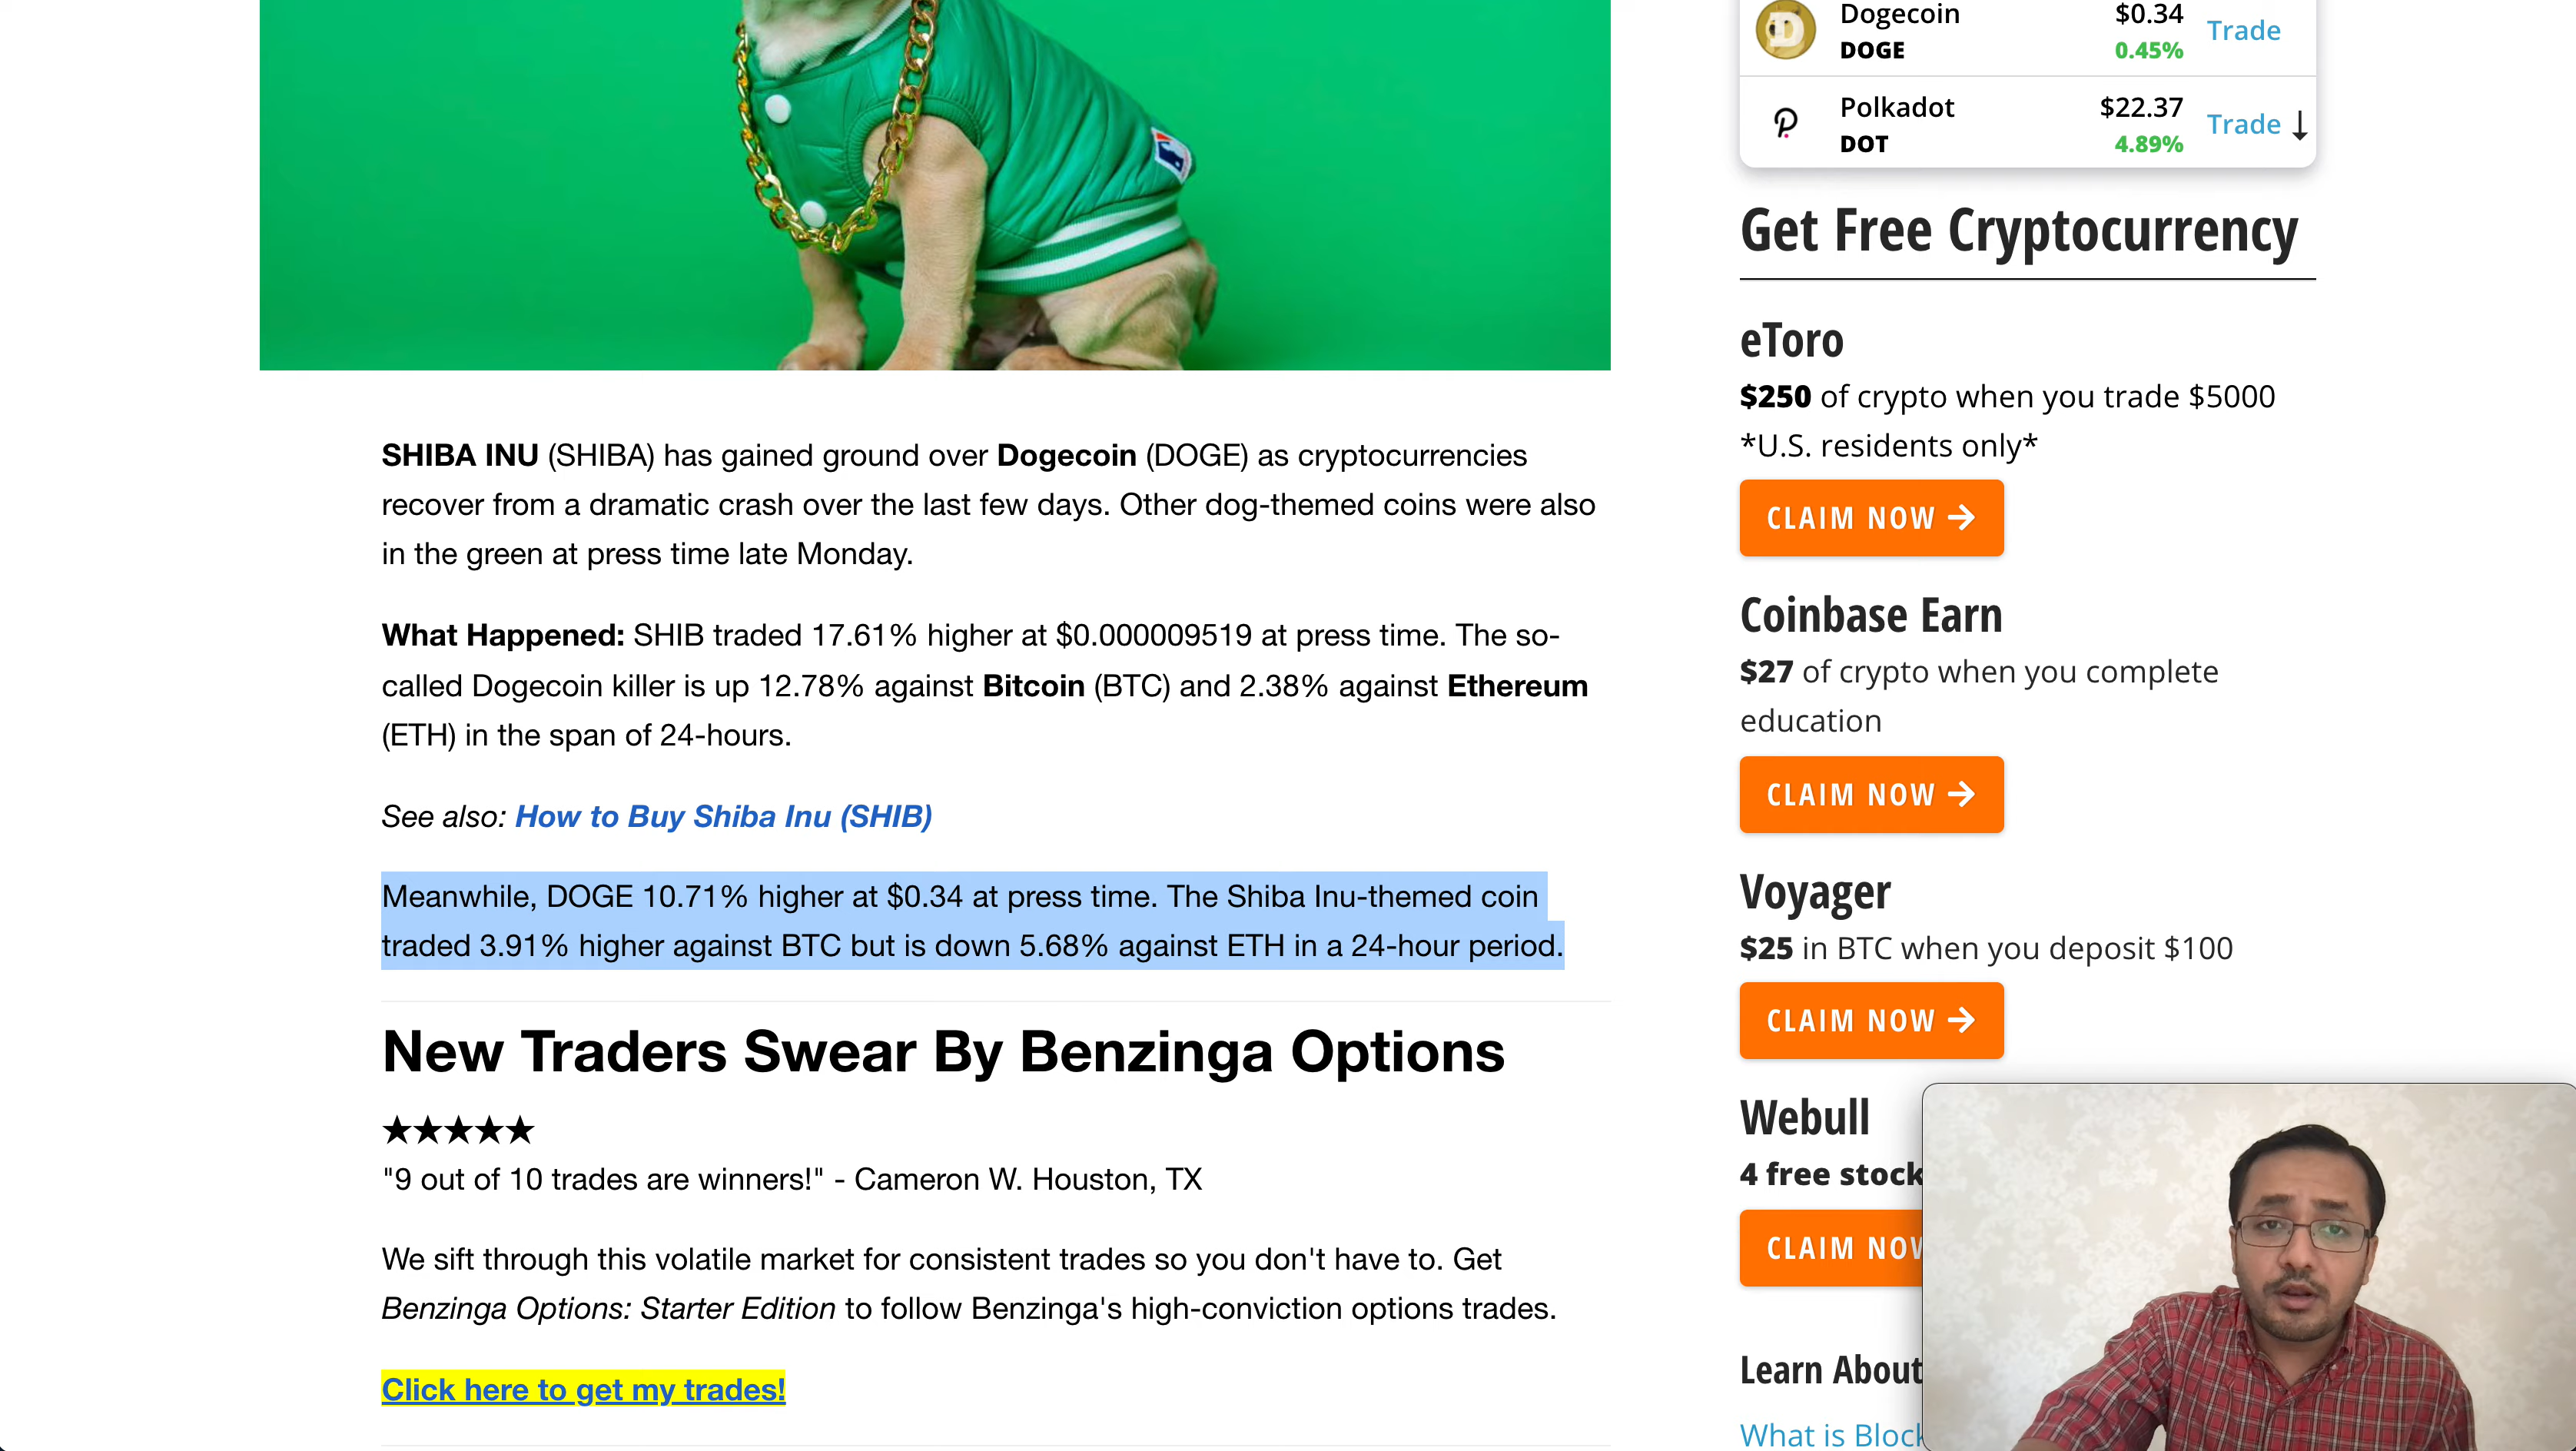 SHIBA INU (SHIBA) has gained ground over Dogecoin (DOGE) as cryptocurrencies
recover from a dramatic crash over the last few days. Other dog-themed coins were also
in the green at press time late Monday.
What Happened: SHIB traded 17.61% higher at $0.000009519 at press time. The so-
called Dogecoin killer is up 12.78% against Bitcoin (BTC) and 2.38% against Ethereum
(ETH) in the span of 24-hours.
See also: How to Buy Shiba Inu (SHIB)
Meanwhile, DOGE 10.71% higher at $0.34 at press time. The Shiba Inu-themed coin
traded 3.91% higher against BTC but is down 5.68% against ETH in a 24-hour period.
New Traders Swear By Benzinga Options
★★★★★
"9 out of 10 trades are winners!" - Cameron W. Houston, TX
We sift through this volatile market for consistent trades so you don't have to. Get
Benzinga Options: Starter Edition to follow Benzinga's high-conviction options trades.
Click here to get my trades!
Dogecoin $0.34 Trade
DOGE 0.45%
Polkadot $22.37 Trade
DOT 4.89%
Get Free Cryptocurrency
eToro
$250 of crypto when you trade $5000
*U.S. residents only*
CLAIM NOW →
Coinbase Earn
$27 of crypto when you complete
education
CLAIM NOW →
Voyager
$25 in BTC when you deposit $100
CLAIM NOW →
Webull
4 free stock
CLAIM NOW
Learn About
What is Block